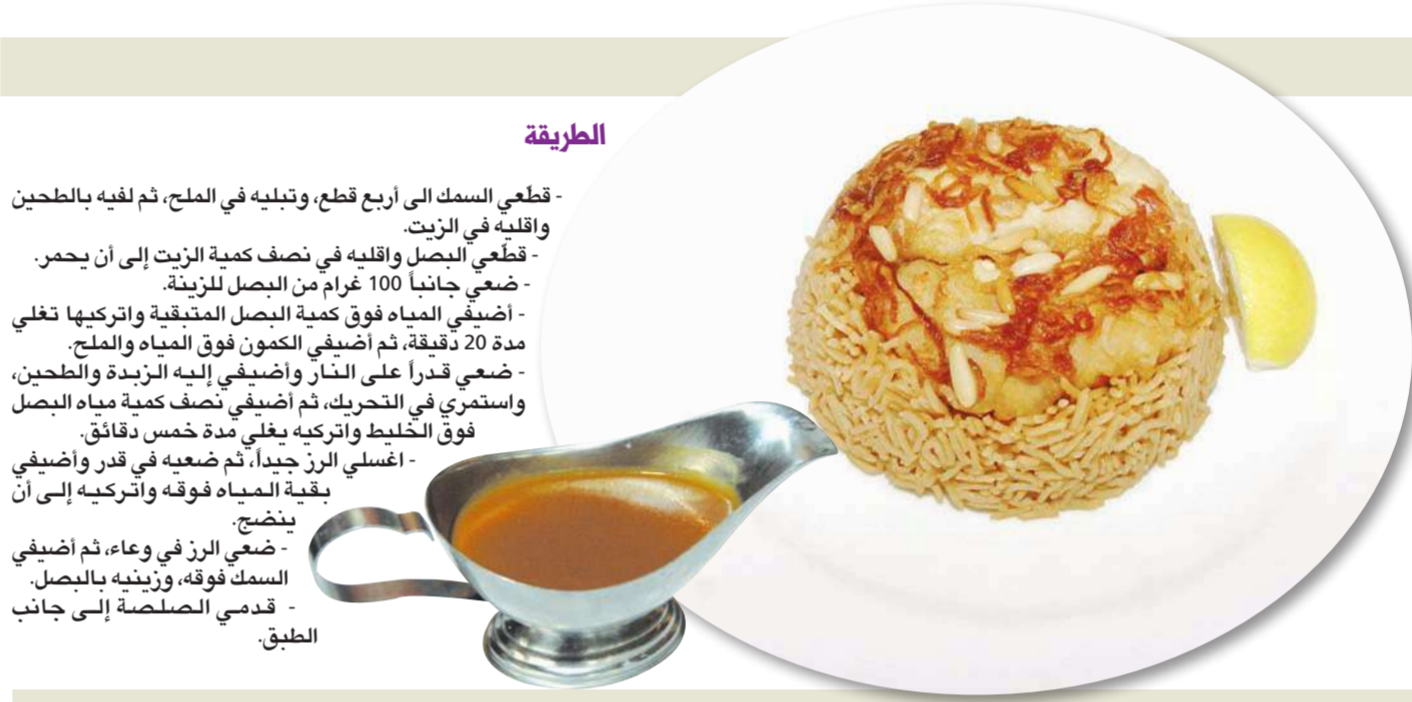 الطريقة
- قطّعي السمك الى أربع قطع، وتبليه في الملح، ثم لفيه بالطحين
واقليه في الزيت.
- قطّعي البصل واقليه في نصف كمية الزيت إلى أن يحمر.
- ضعي جانباً 100 غرام من البصل للزينة.
- أضيفي المياه فوق كمية البصل المتبقية واتركيها تغلي
مدة 20 دقيقة، ثم أضيفي الكمون فوق المياه والملح.
- ضعي قدراً على النار وأضيفي إليه الزبدة والطحين،
واستمري في التحريك، ثم أضيفي نصف كمية مياه البصل
فوق الخليط واتركيه يغلي مدة خمس دقائق.
- اغسلي الرز جيداً، ثم ضعيه في قدر وأضيفي
بقية المياه فوقه واتركيه إلى أن
ينضج.
- ضعي الرز في وعاء، ثم أضيفي
السمك فوقه، وزينيه بالبصل.
- قدمي الصلصة إلى جانب
الطبق.